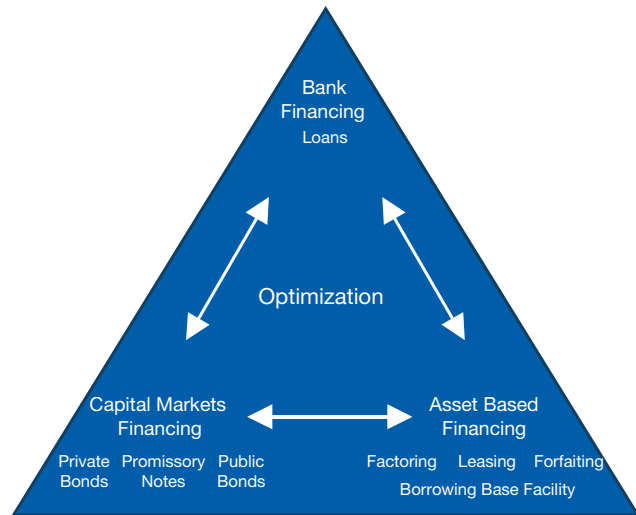 Bank
Financing
Loans
Optimization
Capital Markets
Financing
Private Bonds
Promissory Notes
Public Bonds
Asset Based
Financing
Factoring Leasing Forfaiting
Borrowing Base Facility